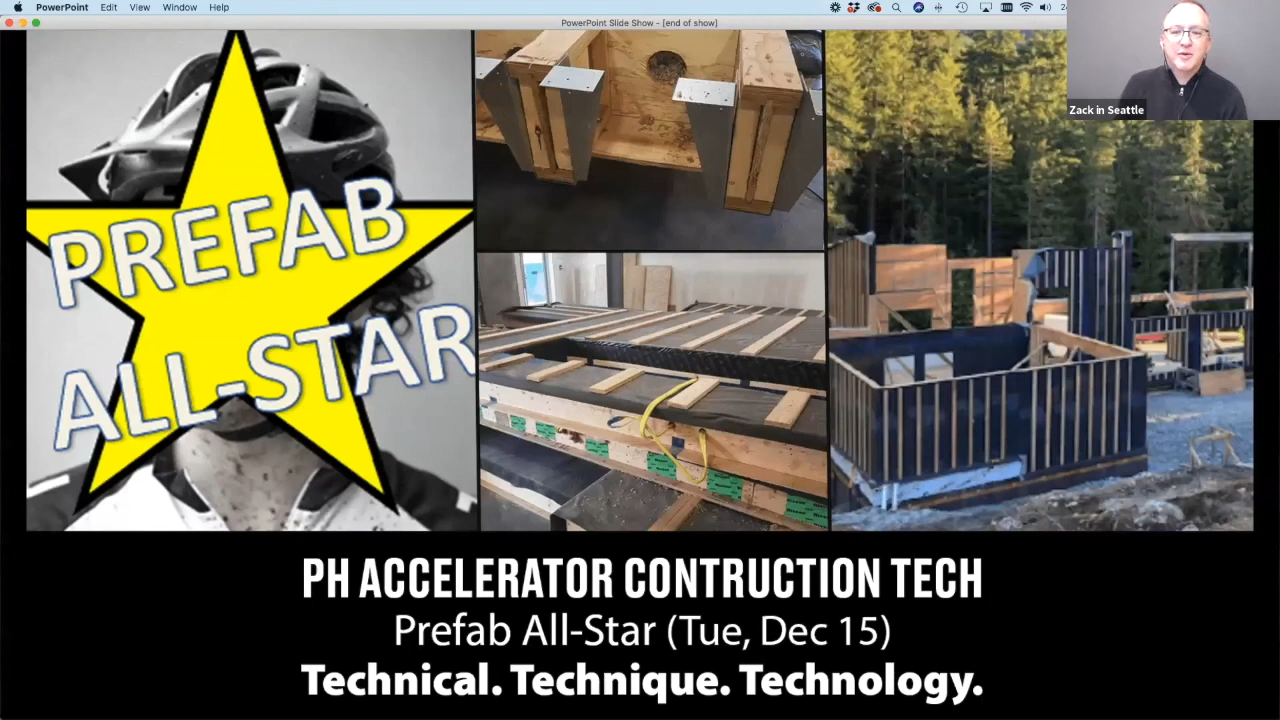 PowerPoint Edit View Window Help
PowerPoint Slide Show - [end of show]
Zack in Seattle
PREFAB
ALL-STAR
PH ACCELERATOR CONTRUCTION TECH
Prefab All-Star (Tue, Dec 15)
Technical. Technique. Technology.